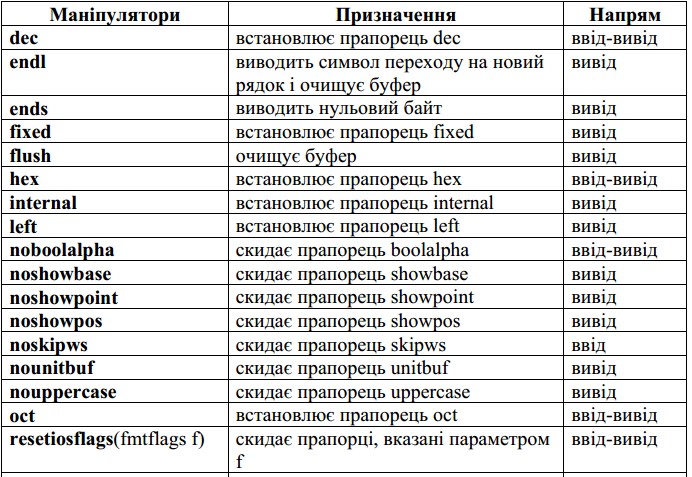 Маніпулятори Призначення Напрям
dec встановлює прапорець dec ввід-вивід
endl виводить символ переходу на новий вивід
рядок і очищує буфер
ends виводить нульовий байт вивід
fixed встановлює прапорець fixed вивід
flush очищує буфер вивід
hex встановлює прапорець hex ввід-вивід
internal встановлює прапорець internal вивід
left встановлює прапорець left вивід
noboolalpha скидає прапорець boolalpha ввід-вивід
noshowbase скидає прапорець showbase вивід
noshowpoint скидає прапорець showpoint вивід
noshowpos скидає прапорець showpos вивід
noskipws скидає прапорець skipws ввід
nounitbuf скидає прапорець unitbuf вивід
nouppercase скидає прапорець uppercase вивід
oct встановлює прапорець oct ввід-вивід
resetiosflags(fmtflags f) скидає прапорці, вказані параметром ввід-вивід
f